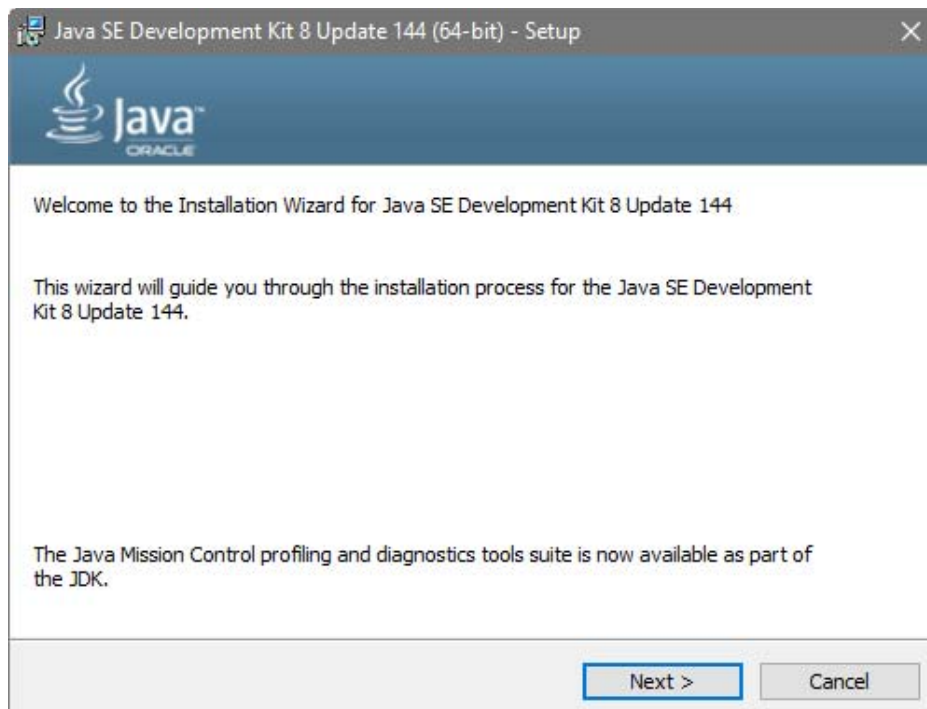 Java SE Development Kit 8 Update 144 (64-bit) - Setup
Java™
ORACLE
Welcome to the Installation Wizard for Java SE Development Kit 8 Update 144
This wizard will guide you through the installation process for the Java SE Development
Kit 8 Update 144.
The Java Mission Control profiling and diagnostics tools suite is now available as part of
the JDK.
Next >
Cancel